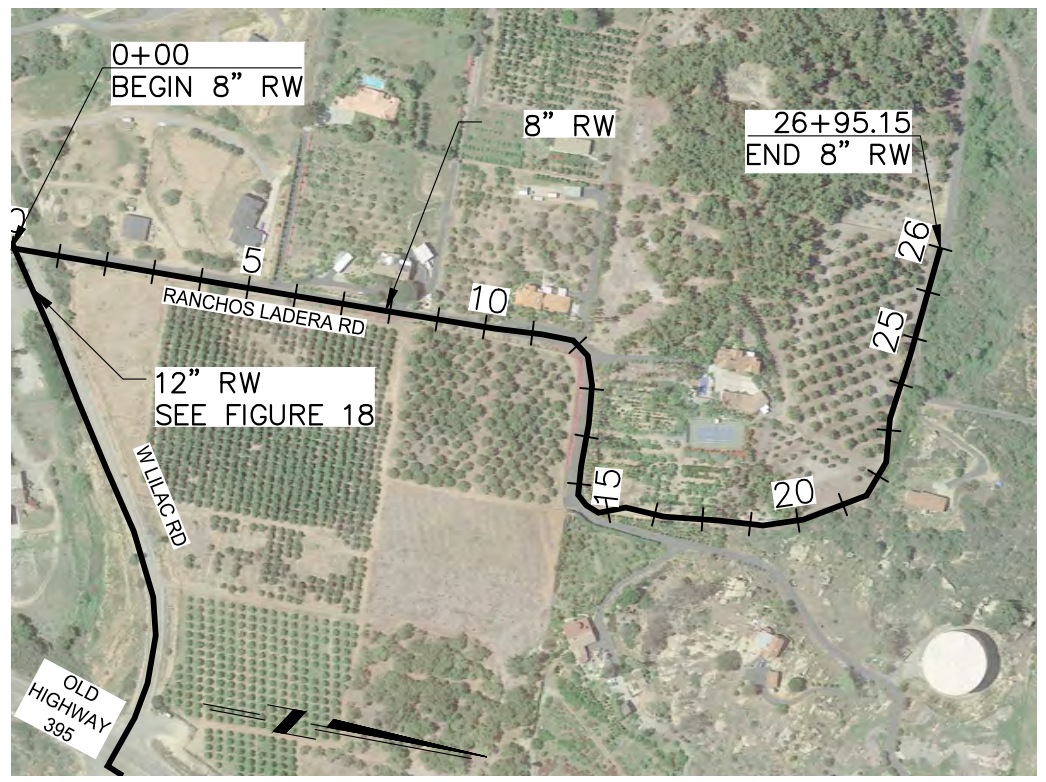 0+00
BEGIN 8" RW
8" RW
26+95.15
END 8" RW
0
5
10
15
20
25
26
RANCHOS LADERA RD
12" RW
SEE FIGURE 18
W LILAC RD
OLD
HIGHWAY
395